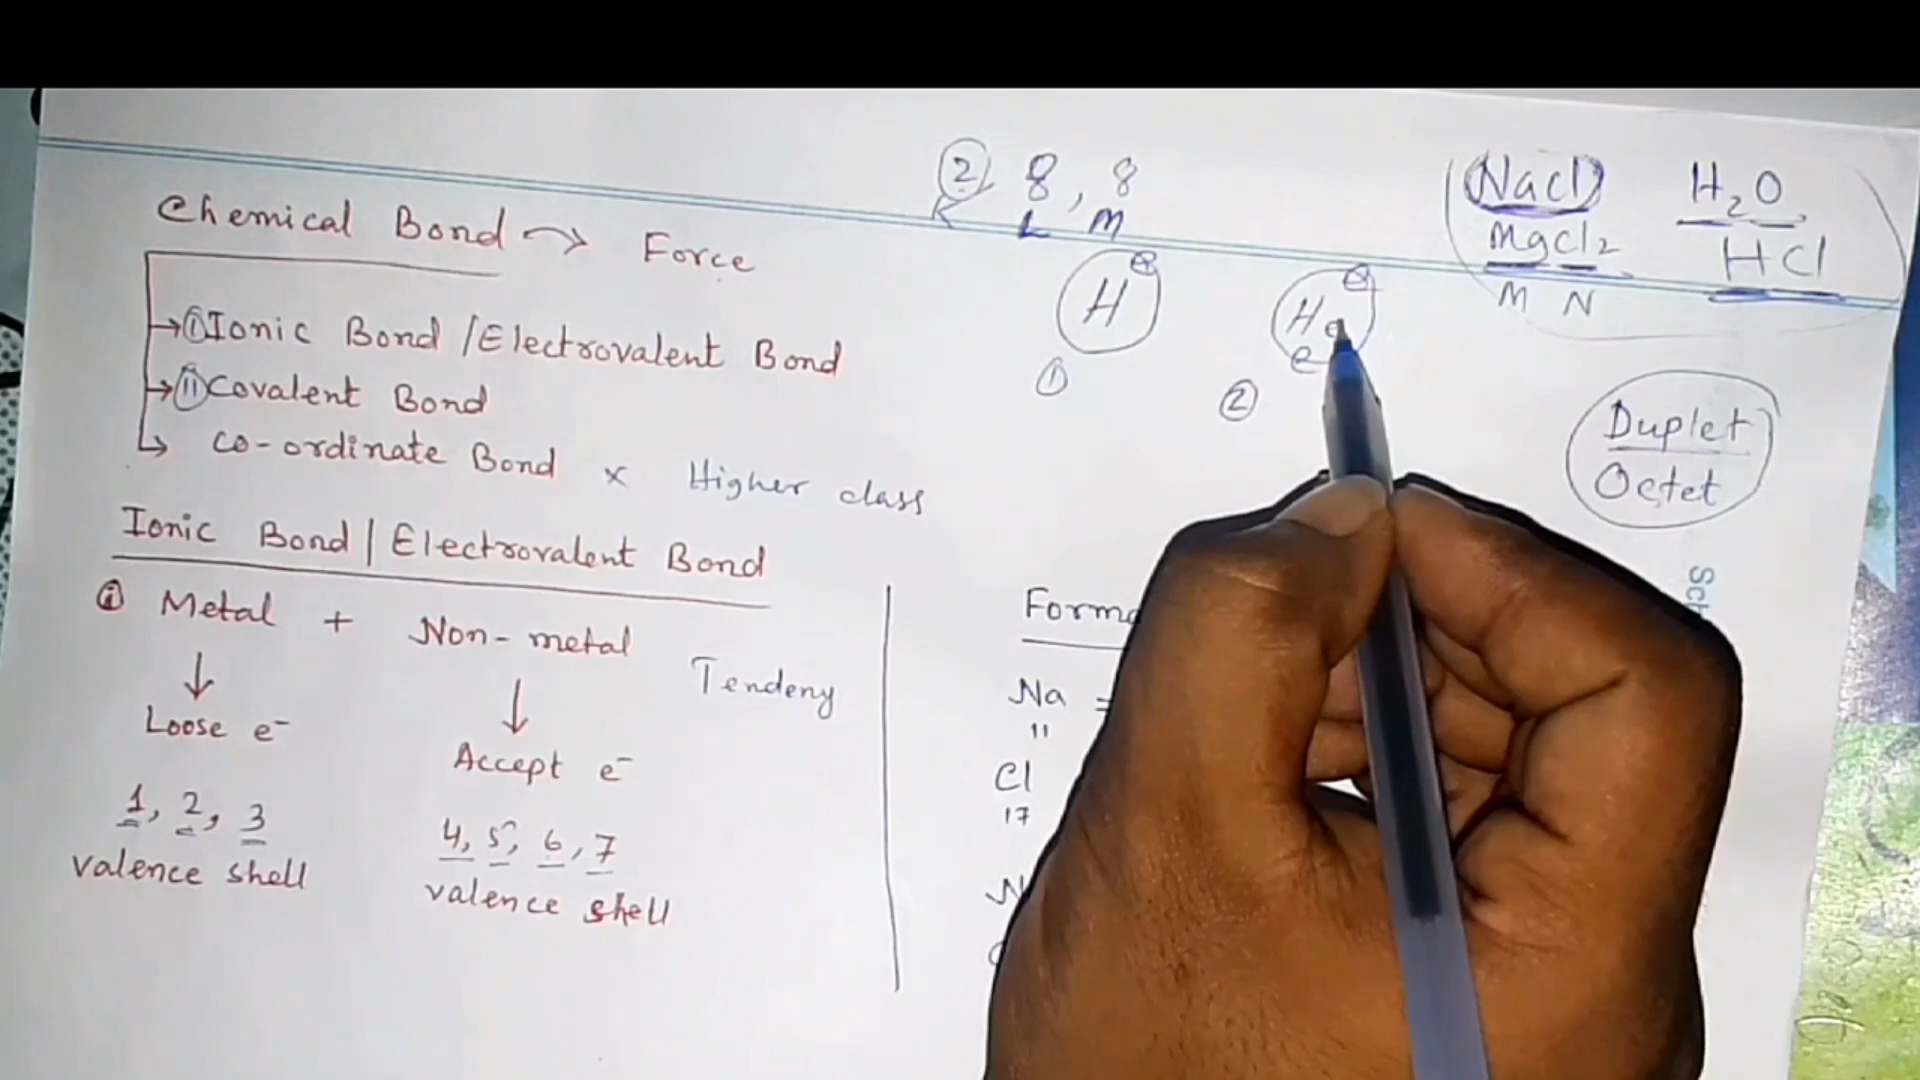 2 8, 8
K L M
NaCl H2O
MgCl2 HCl
M N
Chemical Bond → Force
H
He
e
① ②
→ ⓘ Ionic Bond / Electrovalent Bond
→ ⓘⓘ Covalent Bond
↳ Co-ordinate Bond × Higher class
Duplet
Octet
Ionic Bond | Electrovalent Bond
ⓘ Metal + Non-metal
↓ ↓
Loose e⁻ Accept e⁻
Tendeny
1, 2, 3 4, 5, 6, 7
valence shell valence shell
Na =
11
Cl
17